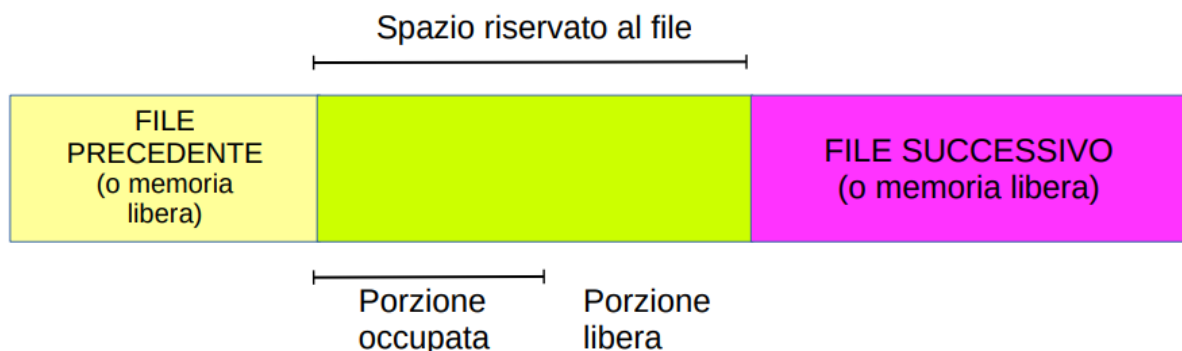 Spazio riservato al file
FILE
PRECEDENTE
(o memoria
libera)
FILE SUCCESSIVO
(o memoria libera)
Porzione
occupata
Porzione
libera